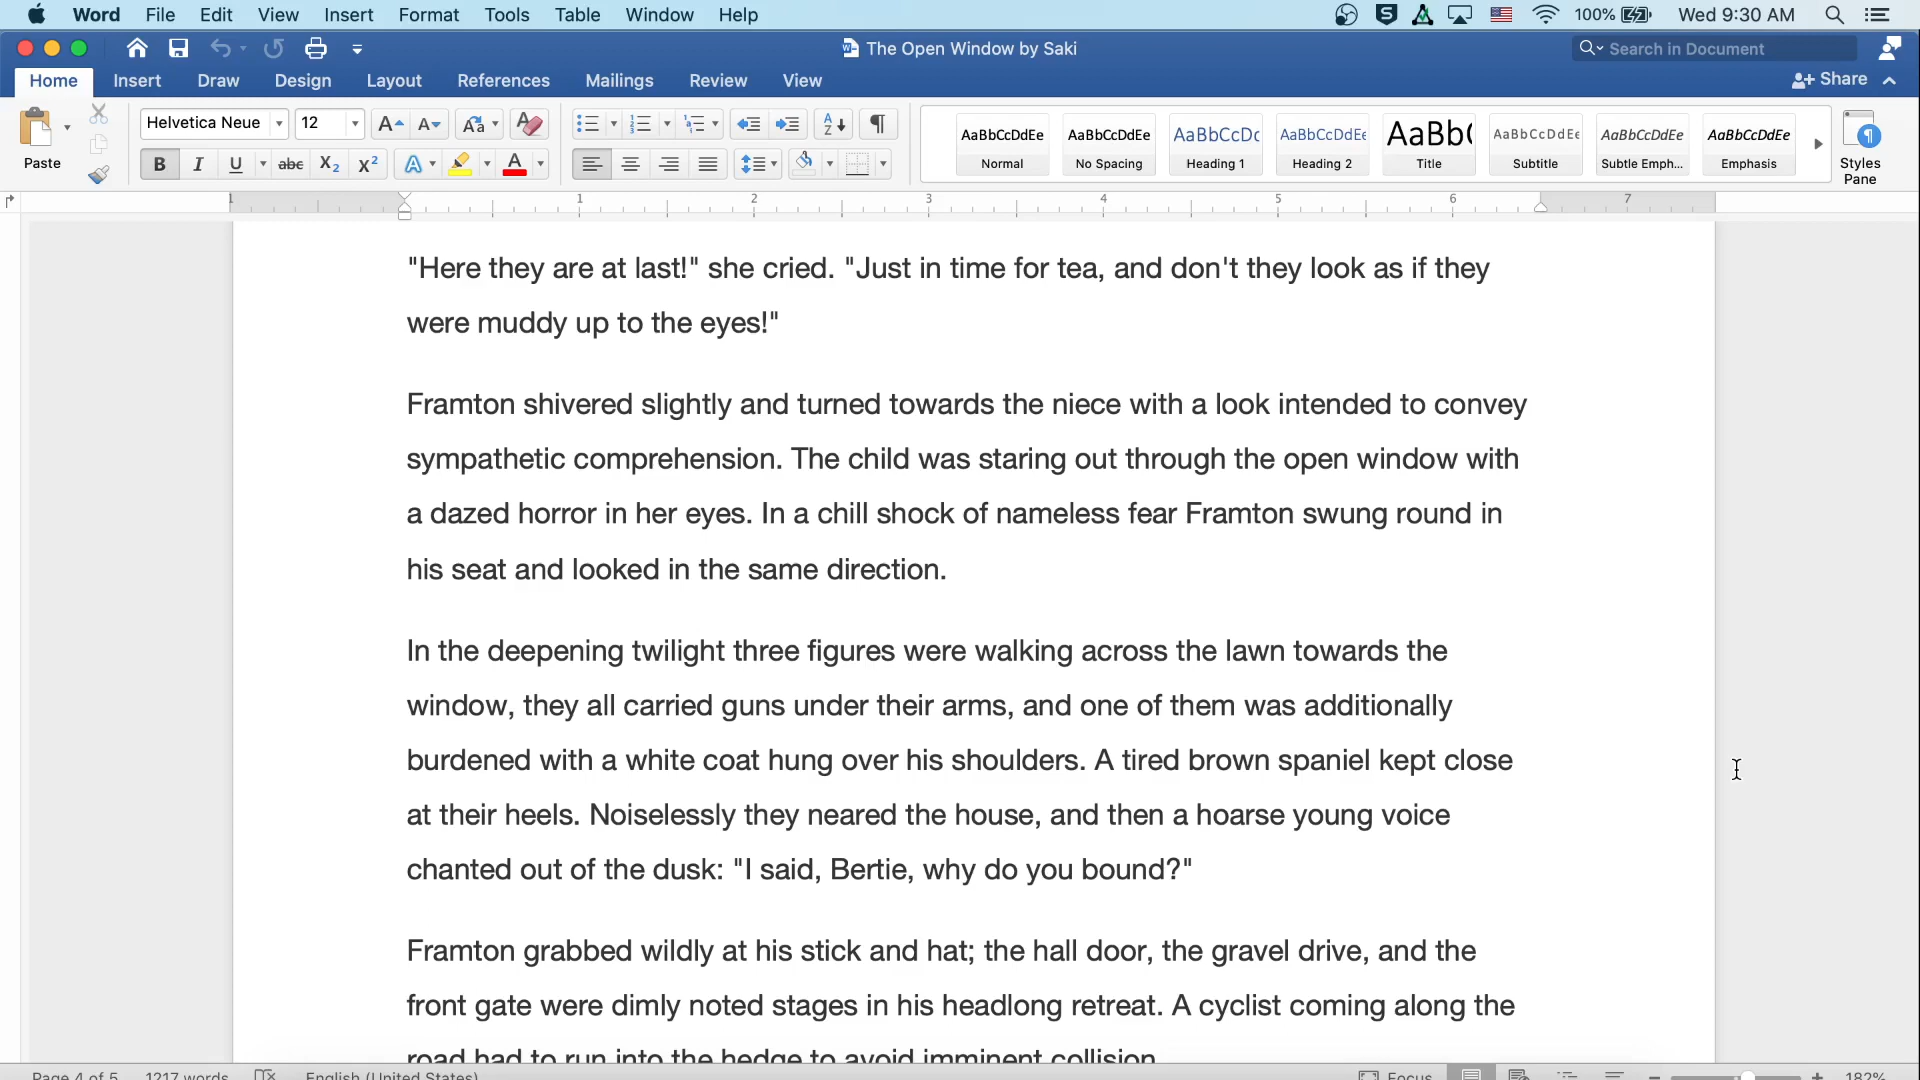 Word File Edit View Insert Format Tools Table Window Help 100% Wed 9:30 AM
The Open Window by Saki Search in Document
Home Insert Draw Design Layout References Mailings Review View Share
Paste Helvetica Neue 12
AaBbCcDdEe AaBbCcDdEe AaBbCcDc AaBbCcDdEe AaBb( AaBbCcDdEe AaBbCcDdEe AaBbCcDdEe
Normal No Spacing Heading 1 Heading 2 Title Subtitle Subtle Emph... Emphasis Styles Pane
1 1 2 3 4 5 6 7
"Here they are at last!" she cried. "Just in time for tea, and don't they look as if they
were muddy up to the eyes!"
Framton shivered slightly and turned towards the niece with a look intended to convey
sympathetic comprehension. The child was staring out through the open window with
a dazed horror in her eyes. In a chill shock of nameless fear Framton swung round in
his seat and looked in the same direction.
In the deepening twilight three figures were walking across the lawn towards the
window, they all carried guns under their arms, and one of them was additionally
burdened with a white coat hung over his shoulders. A tired brown spaniel kept close
at their heels. Noiselessly they neared the house, and then a hoarse young voice
chanted out of the dusk: "I said, Bertie, why do you bound?"
Framton grabbed wildly at his stick and hat; the hall door, the gravel drive, and the
front gate were dimly noted stages in his headlong retreat. A cyclist coming along the
road had to run into the hedge to avoid imminent collision.
Page 4 of 5 1217 words English (United States) Focus 182%